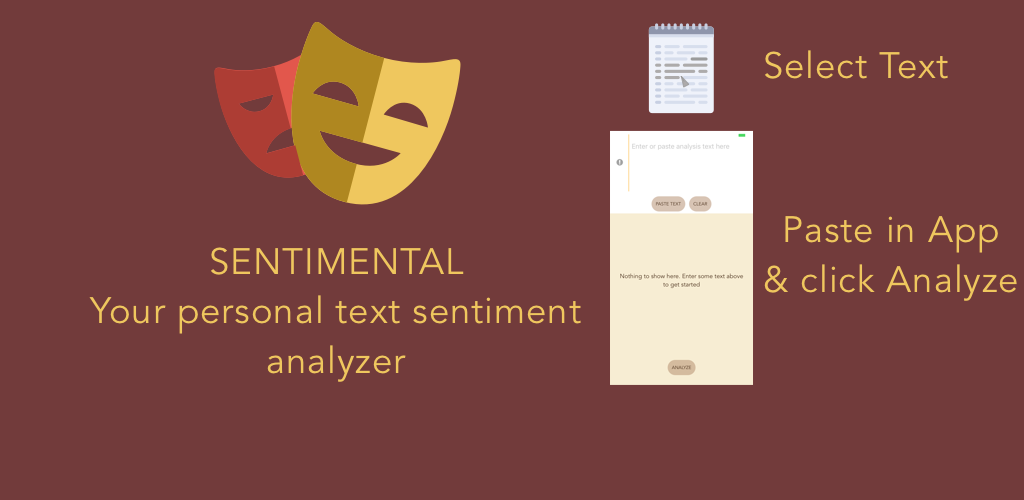 SENTIMENTAL
Your personal text sentiment
analyzer
Select Text
Enter or paste analysis text here
PASTE TEXT
CLEAR
Nothing to show here. Enter some text above
to get started
ANALYZE
Paste in App
& click Analyze